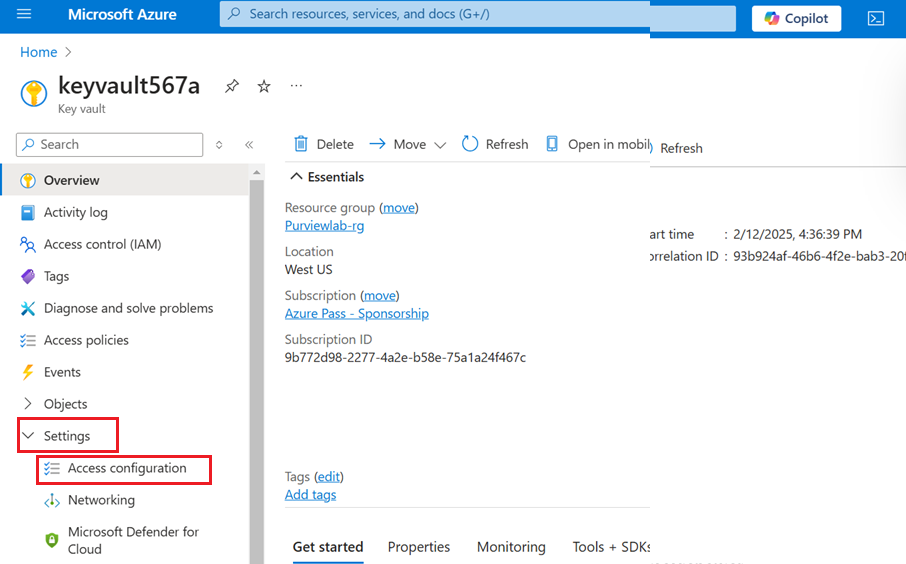 Microsoft Azure
Search resources, services, and docs (G+/)
Copilot
Home
keyvault567a
Key vault
Search
Delete
Move
Refresh
Open in mobil
Refresh
Overview
Activity log
Access control (IAM)
Tags
Diagnose and solve problems
Access policies
Events
Objects
Settings
Access configuration
Networking
Microsoft Defender for
Cloud
Essentials
Resource group (move)
Purviewlab-rg
Location
West US
Subscription (move)
Azure Pass - Sponsorship
Subscription ID
9b772d98-2277-4a2e-b58e-75a1a24f467c
art time : 2/12/2025, 4:36:39 PM
orrelation ID : 93b924af-46b6-4f2e-bab3-20f
Tags (edit)
Add tags
Get started
Properties
Monitoring
Tools + SDKs